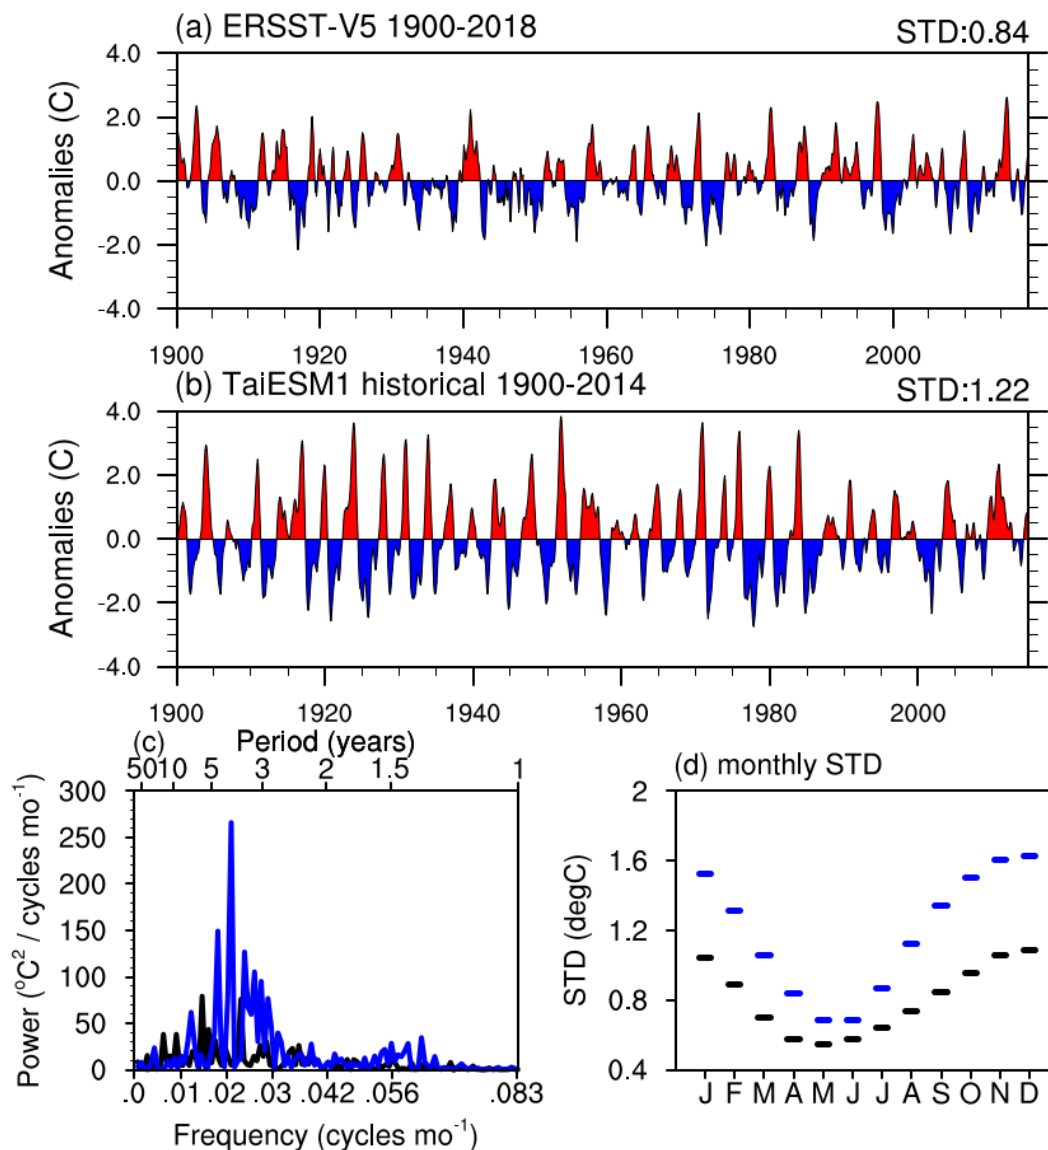 (a) ERSST-V5 1900-2018 STD:0.84
4.0
2.0
0.0
-2.0
-4.0
Anomalies (C)
1900 1920 1940 1960 1980 2000
(b) TaiESM1 historical 1900-2014 STD:1.22
4.0
2.0
0.0
-2.0
-4.0
Anomalies (C)
1900 1920 1940 1960 1980 2000
(c) Period (years)
50 10 5 3 2 1.5 1
300
250
200
150
100
50
0
Power (°C² / cycles mo⁻¹)
.0 .01 .02 .03 .042 .056 .083
Frequency (cycles mo⁻¹)
(d) monthly STD
2
1.6
1.2
0.8
0.4
STD (degC)
J F M A M J J A S O N D